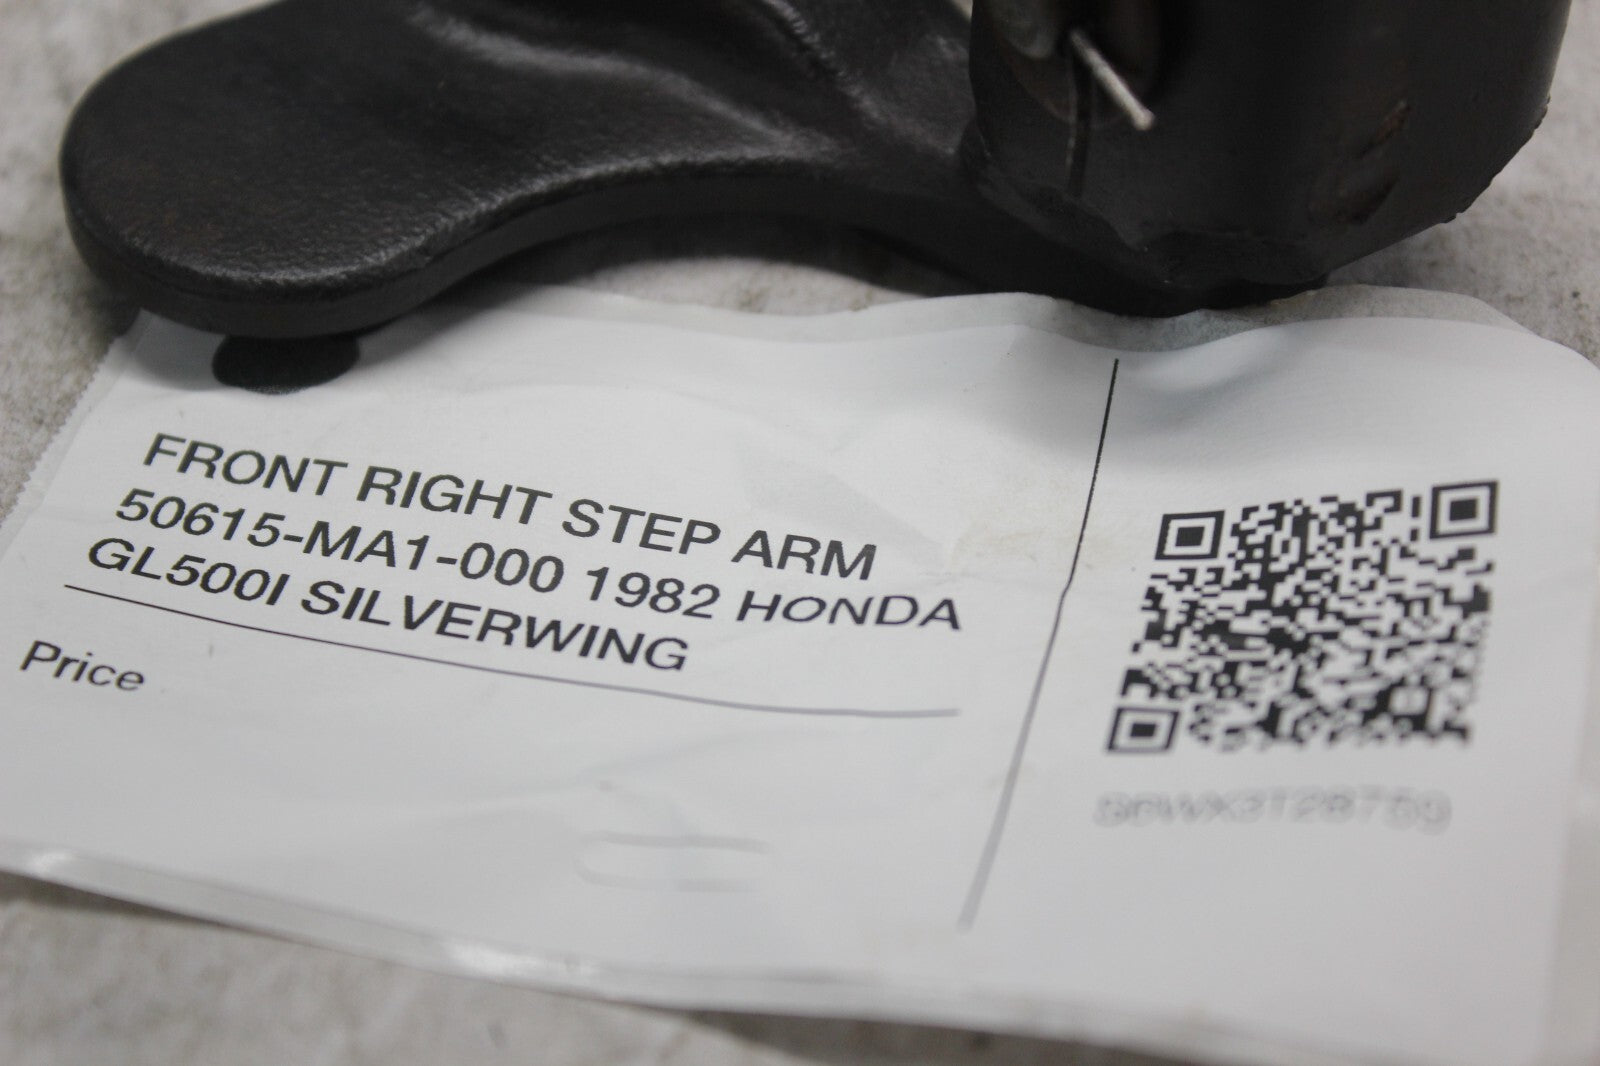 FRONT RIGHT STEP ARM
50615-MA1-000 1982 HONDA
GL500I SILVERWING
Price